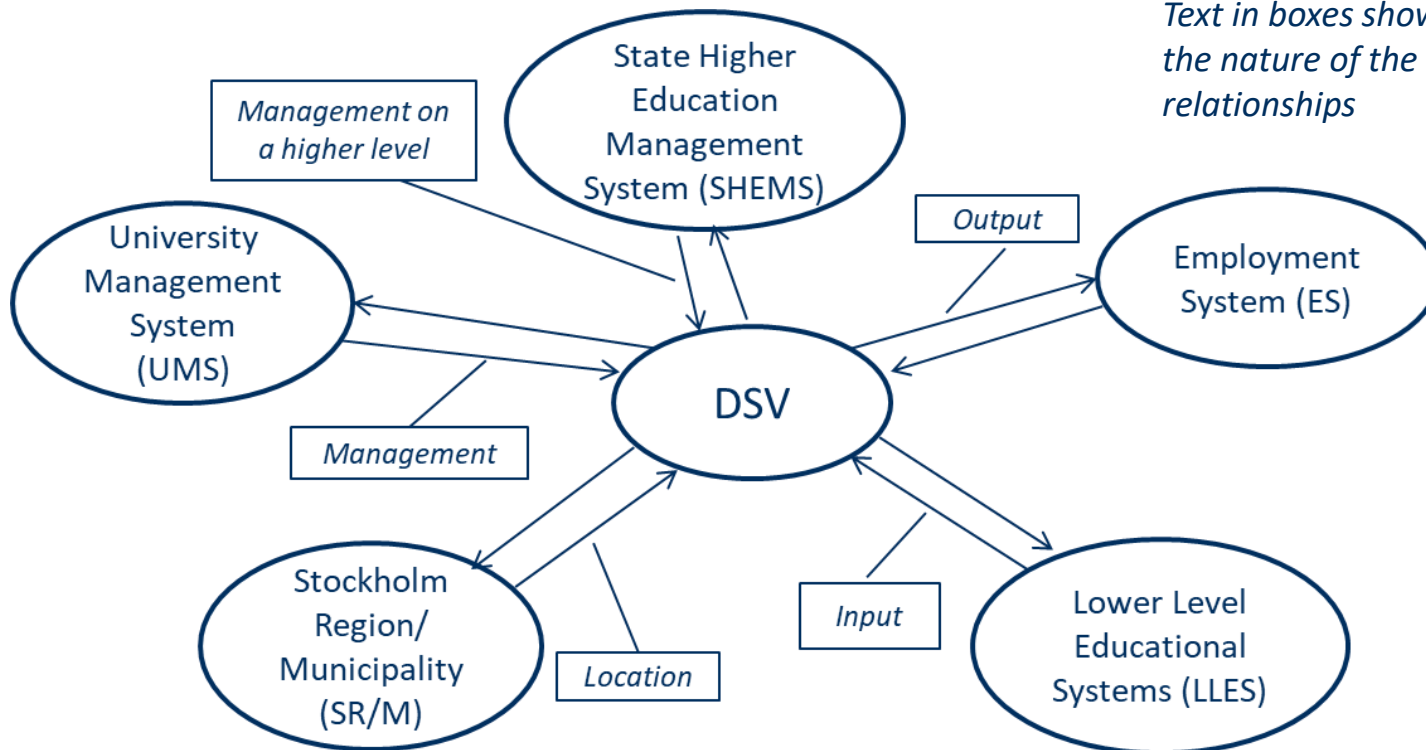 Text in boxes show
the nature of the
relationships
State Higher
Education
Management
System (SHEMS)
Management on
a higher level
Output
University
Management
System
(UMS)
Employment
System (ES)
DSV
Management
Stockholm
Region/
Municipality
(SR/M)
Location
Input
Lower Level
Educational
Systems (LLES)